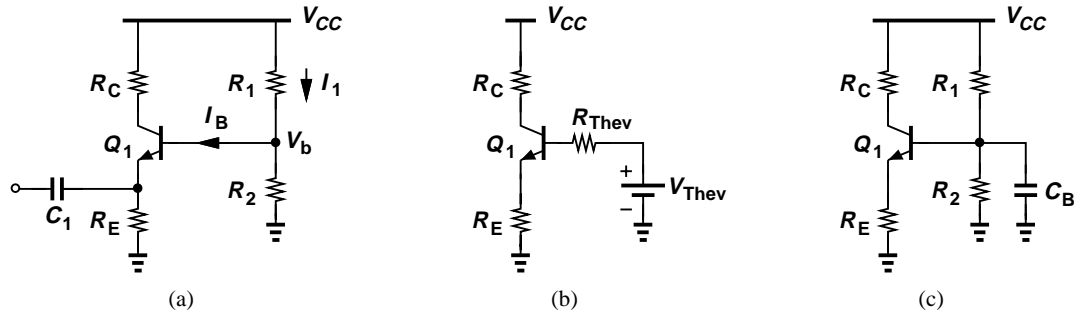 V_CC
R_C
R_1
I_1
I_B
V_b
Q_1
R_2
C_1
R_E
(a)
V_CC
R_C
R_Thev
Q_1
+
−
V_Thev
R_E
(b)
V_CC
R_C
R_1
Q_1
R_2
C_B
R_E
(c)